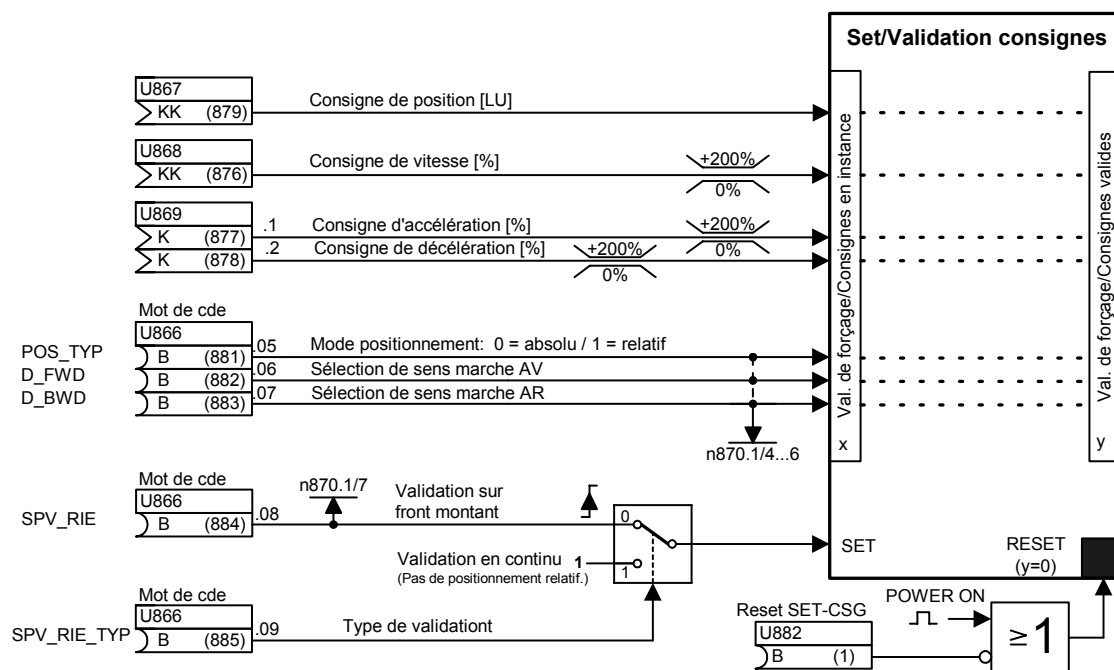 Set/Validation consignes
U867
KK (879)
Consigne de position [LU]
U868
KK (876)
Consigne de vitesse [%]
+200%
0%
U869
K (877)
.1
Consigne d'accélération [%]
+200%
0%
K (878)
.2
Consigne de décélération [%]
+200%
0%
Mot de cde
U866
POS_TYP
B (881)
.05
Mode positionnement: 0 = absolu / 1 = relatif
D_FWD
B (882)
.06
Sélection de sens marche AV
D_BWD
B (883)
.07
Sélection de sens marche AR
n870.1/4...6
Val. de forçage/Consignes en instance
x
Val. de forçage/Consignes valides
y
Mot de cde
U866
SPV_RIE
B (884)
.08
n870.1/7
Validation sur
front montant
0
Validation en continu 1
(Pas de positionnement relatif.)
1
SET
RESET
(y=0)
Mot de cde
U866
SPV_RIE_TYP
B (885)
.09
Type de validationt
POWER ON
Reset SET-CSG
U882
B (1)
≥1